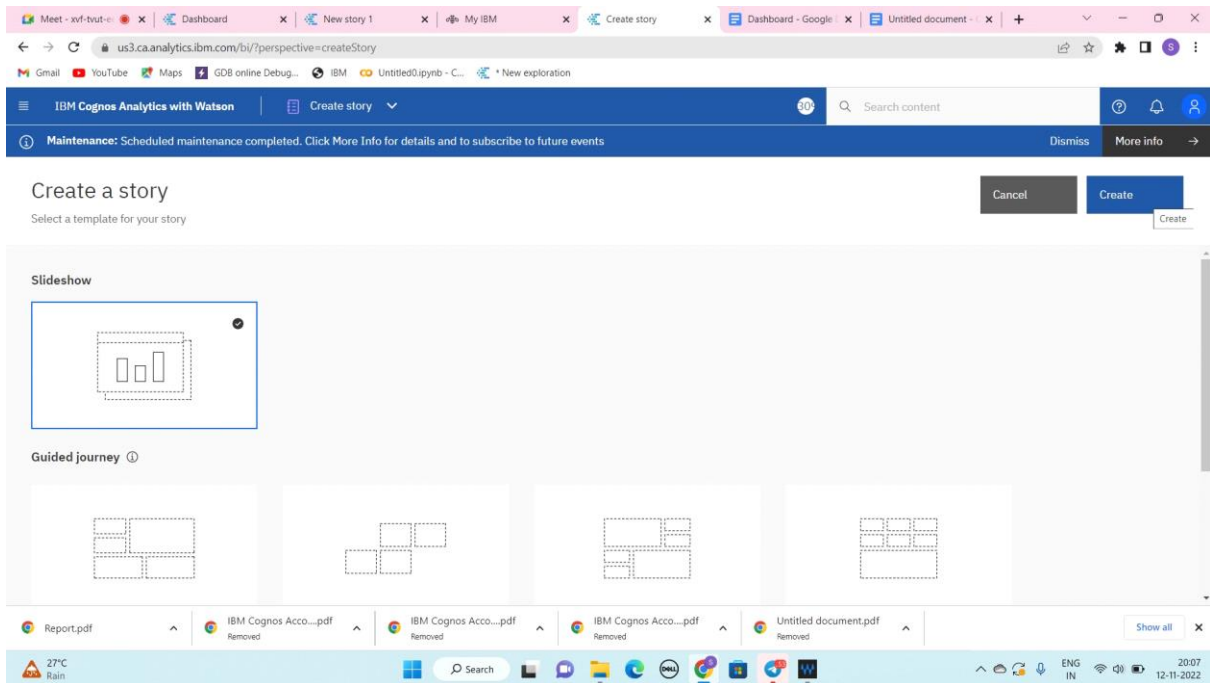 Meet - xvf-tvut-e
Dashboard
New story 1
My IBM
Create story
Dashboard - Google
Untitled document -
us3.ca.analytics.ibm.com/bi/?perspective=createStory
S
Gmail
YouTube
Maps
GDB online Debug...
IBM
Untitled0.ipynb - C...
* New exploration
IBM Cognos Analytics with Watson
Create story
Search content
Maintenance: Scheduled maintenance completed. Click More Info for details and to subscribe to future events
Dismiss
More info
Create a story
Select a template for your story
Cancel
Create
Create
Slideshow
Guided journey
Report.pdf
IBM Cognos Acco....pdf
Removed
IBM Cognos Acco....pdf
Removed
IBM Cognos Acco....pdf
Removed
Untitled document.pdf
Removed
Show all
27°C
Rain
Search
ENG
IN
20:07
12-11-2022